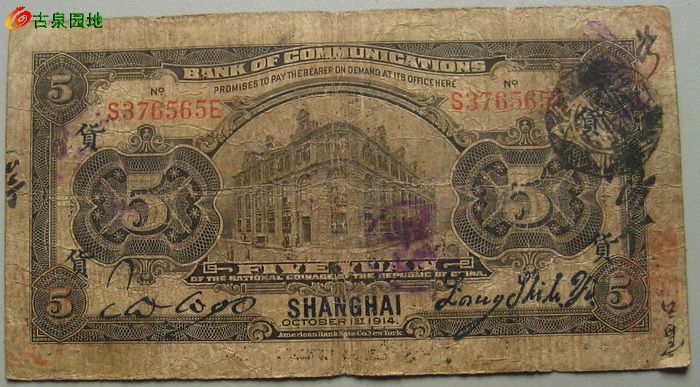 古泉园地
BANK OF COMMUNICATIONS
PROMISES TO PAY THE BEARER ON DEMAND AT ITS OFFICE HERE
No No
S376565E S376565E
5
貨 貨
5 5
貨 貨
FIVE YUAN
OF THE NATIONAL COINAGE OF THE REPUBLIC OF CHINA.
5 5
SHANGHAI
OCTOBER 1ST 1914.
American Bank Note Co. New York.